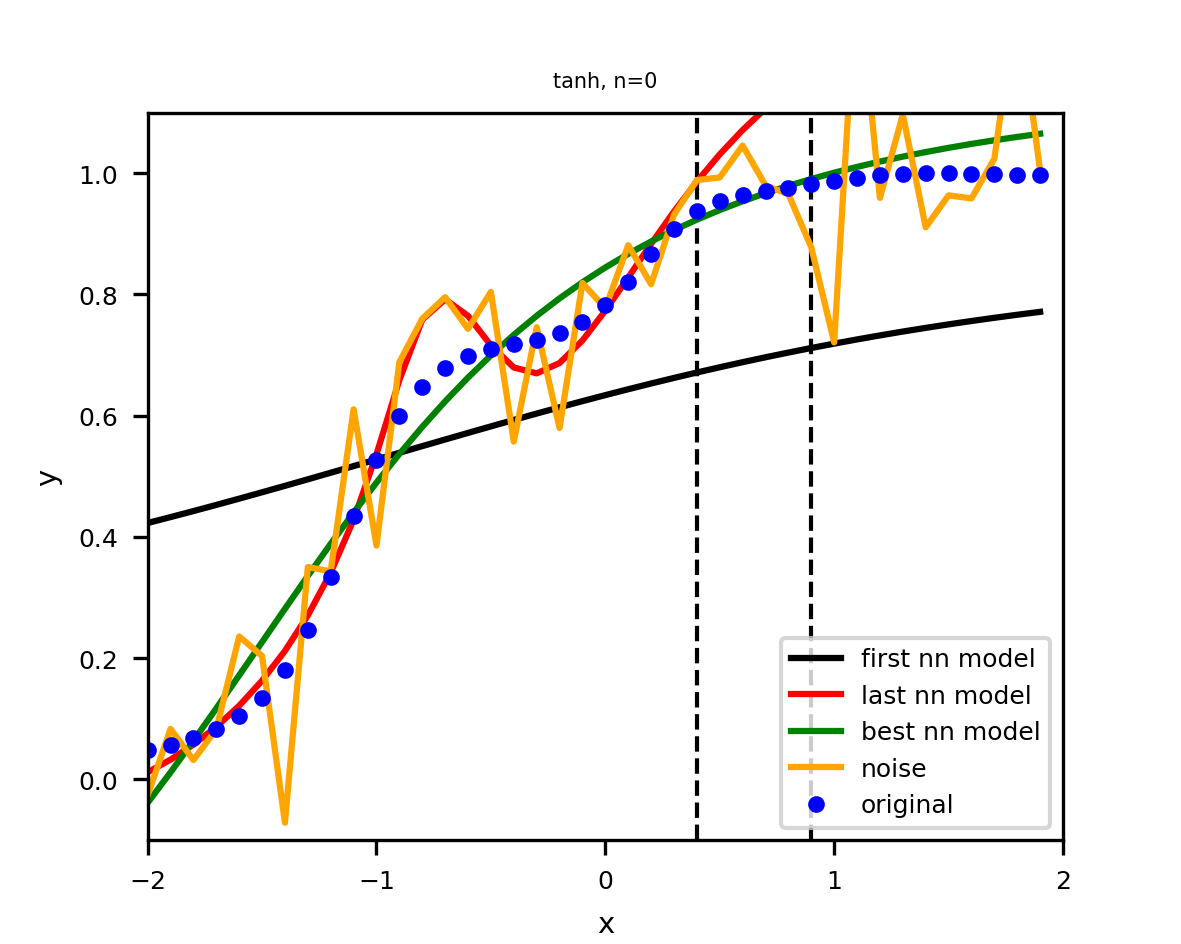 tanh, n=0
1.0
0.8
0.6
0.4
0.2
0.0
y
−2
−1
0
1
2
x
first nn model
last nn model
best nn model
noise
original